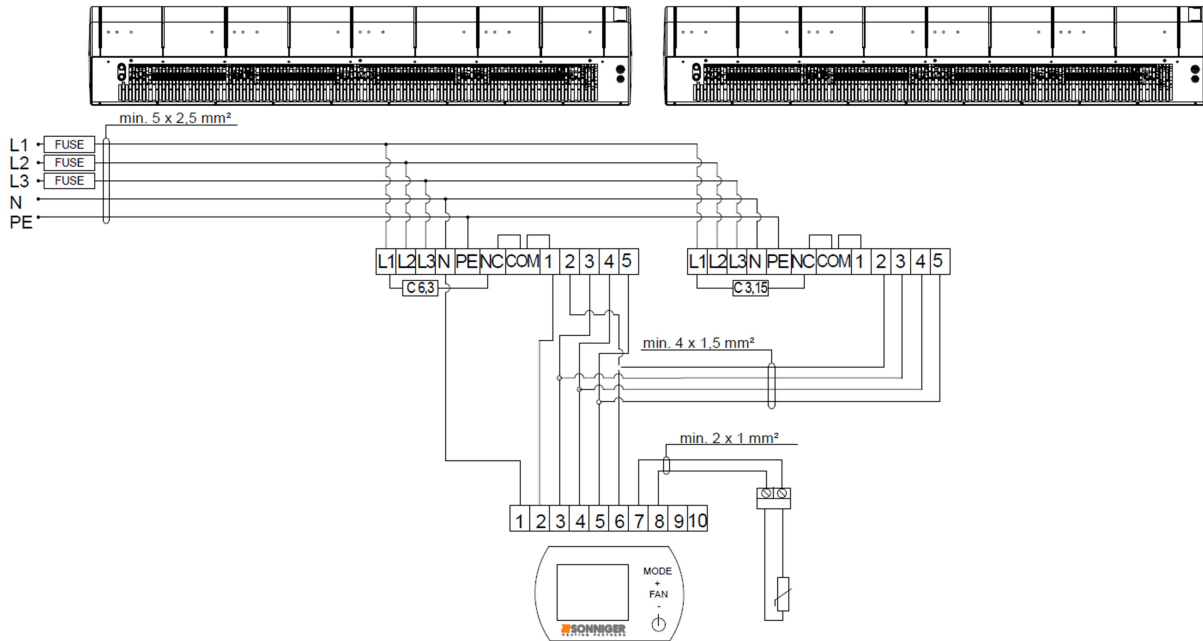 min. 5 x 2,5 mm²
L1 FUSE
L2 FUSE
L3 FUSE
N
PE
L1 L2 L3 N PE NC COM 1 2 3 4 5
L1 L2 L3 N PE NC COM 1 2 3 4 5
C 6,3
C 3,15
min. 4 x 1,5 mm²
min. 2 x 1 mm²
1 2 3 4 5 6 7 8 9 10
MODE
+
FAN
-
SONNIGER
HEATING PARTNERS